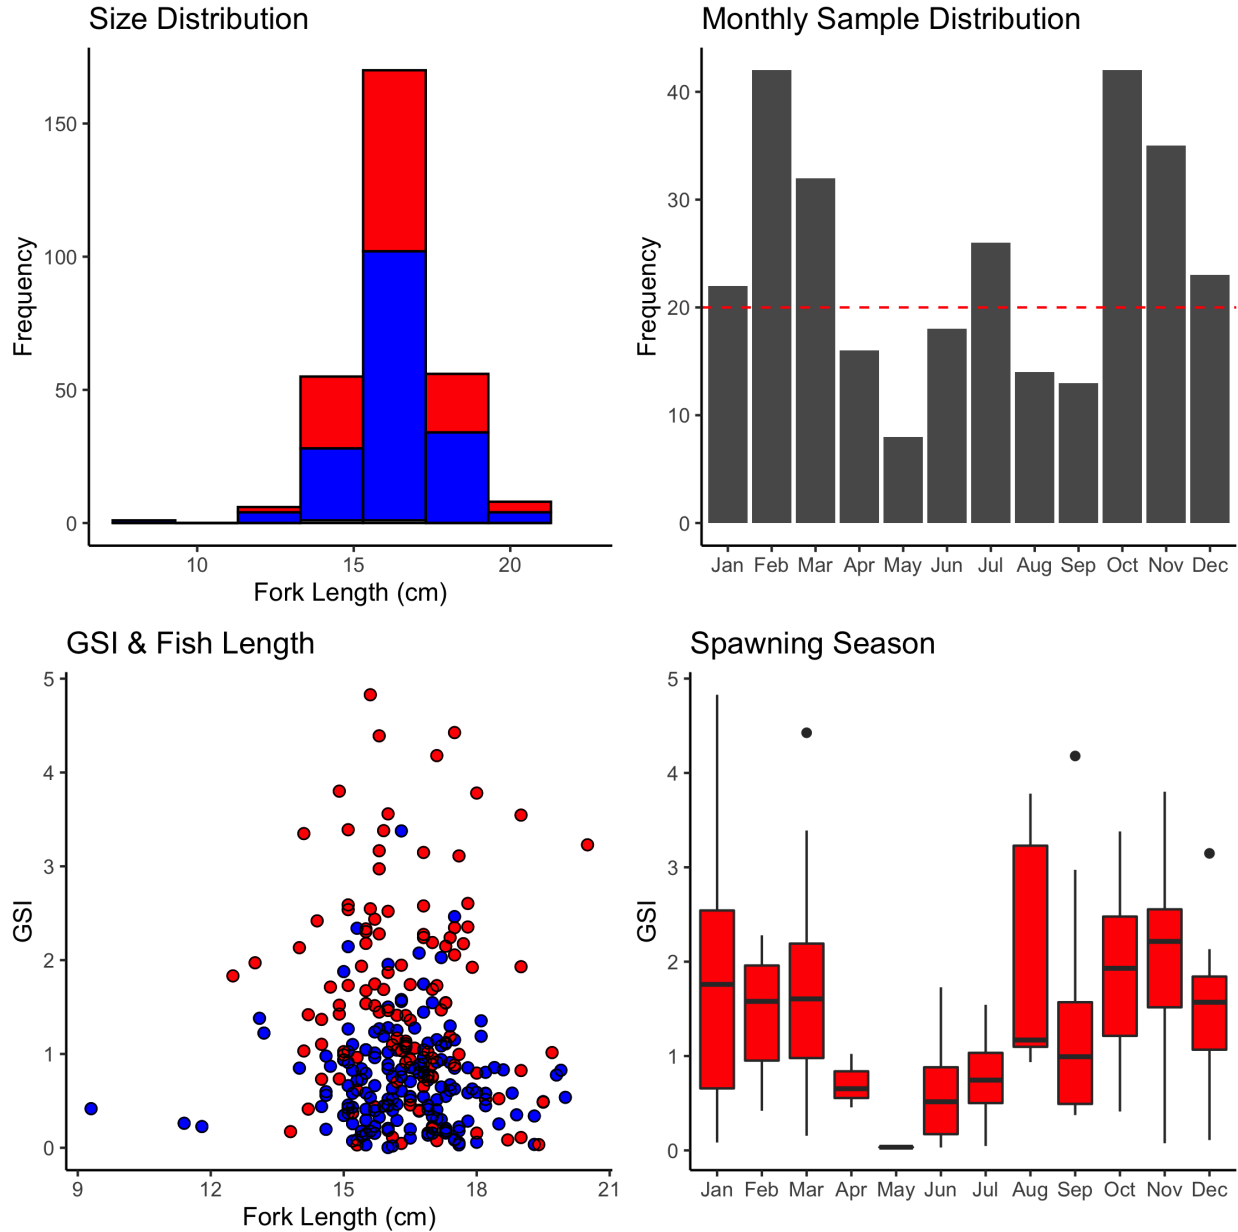 Size Distribution
Frequency
150
100
50
0
10 15 20
Fork Length (cm)
Monthly Sample Distribution
Frequency
40
30
20
10
0
Jan Feb Mar Apr May Jun Jul Aug Sep Oct Nov Dec
GSI & Fish Length
GSI
5
4
3
2
1
0
9 12 15 18 21
Fork Length (cm)
Spawning Season
GSI
5
4
3
2
1
0
Jan Feb Mar Apr May Jun Jul Aug Sep Oct Nov Dec